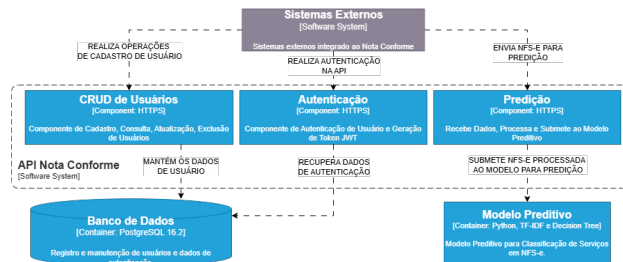 Sistemas Externos
[Software System]
Sistemas externos integrado ao Nota Conforme
REALIZA OPERAÇÕES
DE CADASTRO DE USUÁRIO
REALIZA AUTENTICAÇÃO
NA API
ENVIA NFS-E PARA
PREDIÇÃO
CRUD de Usuários
[Component: HTTPS]
Componente de Cadastro, Consulta, Atualização, Exclusão
de Usuários
Autenticação
[Component: HTTPS]
Componente de Autenticação de Usuário e Geração
de Token JWT
Predição
[Component: HTTPS]
Recebe Dados, Processa e Submete ao Modelo
Preditivo
API Nota Conforme
[Software System]
MANTÉM OS DADOS
DE USUÁRIO
RECUPERA DADOS
DE AUTENTICAÇÃO
SUBMETE NFS-E PROCESSADA
AO MODELO PARA PREDIÇÃO
Banco de Dados
[Container: PostgreSQL 16.2]
Registro e manutenção de usuários e dados de
autenticação
Modelo Preditivo
[Container: Python, TF-IDF e Decision Tree]
Modelo Preditivo para Classificação de Serviços
em NFS-e.